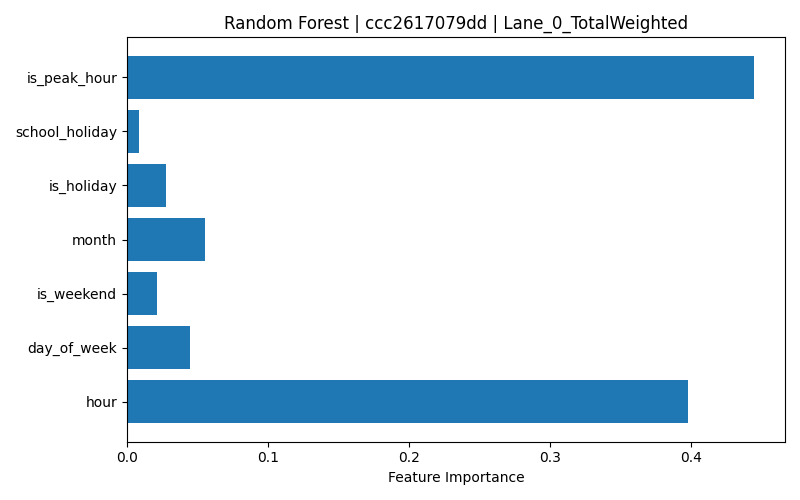 Random Forest | ccc2617079dd | Lane_0_TotalWeighted
is_peak_hour
school_holiday
is_holiday
month
is_weekend
day_of_week
hour
0.0 0.1 0.2 0.3 0.4
Feature Importance